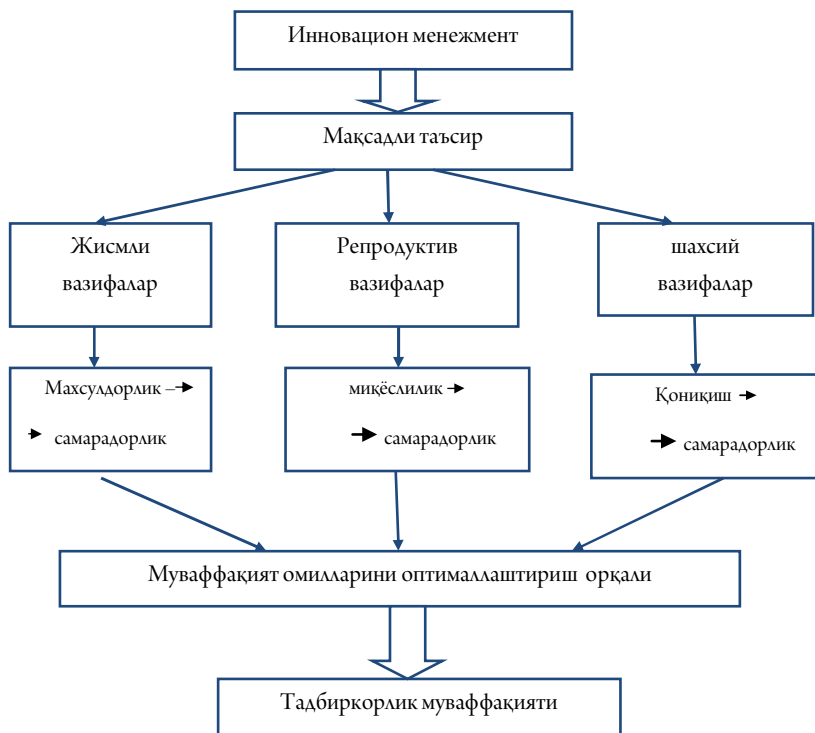 Инновацион менежмент
Мақсадли таъсир
Жисмли
вазифалар
Репродуктив
вазифалар
шахсий
вазифалар
Махсулдорлик –→
→ самарадорлик
миқёслилик →
→ самарадорлик
Қониқиш →
→ самарадорлик
Муваффақият омилларини оптималлаштириш орқали
Тадбиркорлик муваффақияти